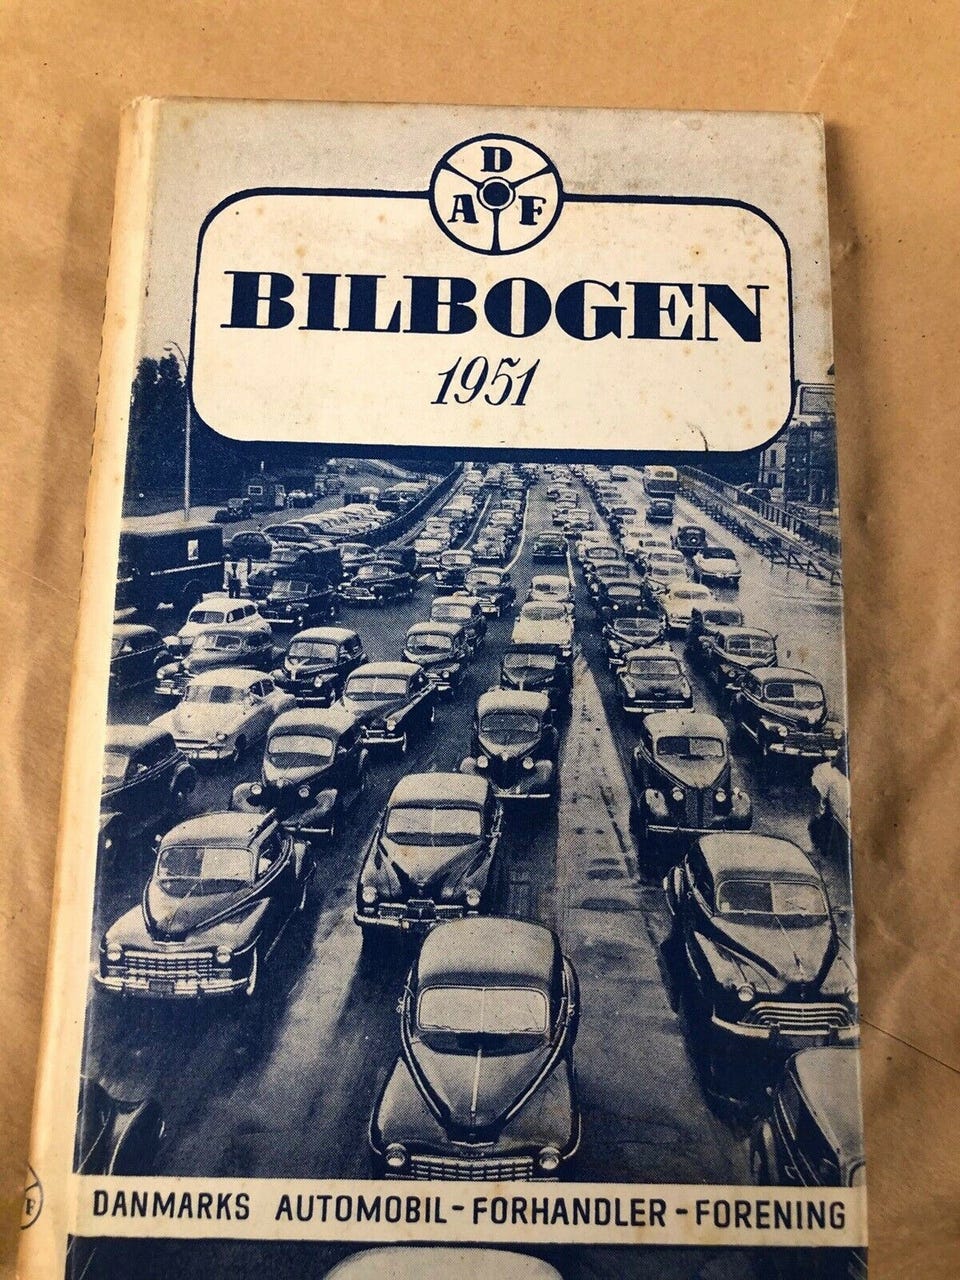 D
A F
BILBOGEN
1951
DANMARKS AUTOMOBIL-FORHANDLER-FORENING
F